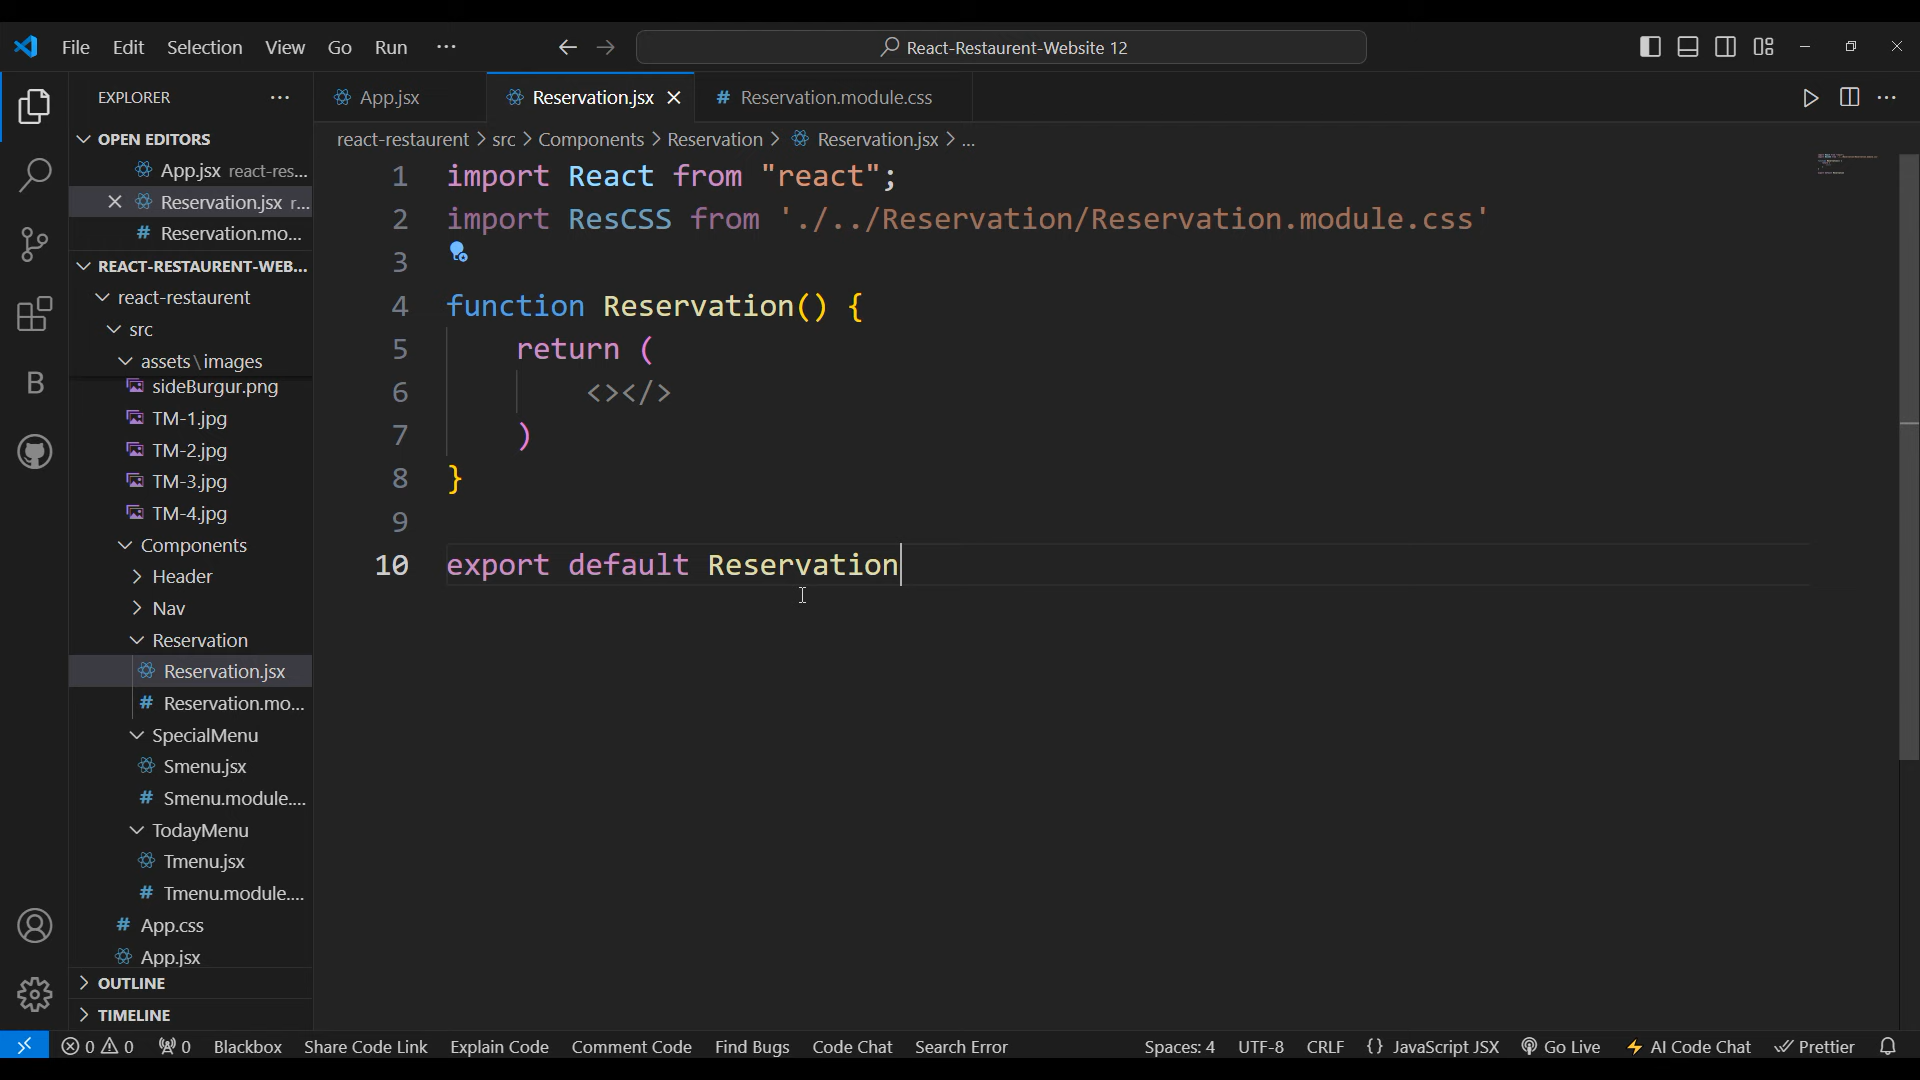 File Edit Selection View Go Run ··· React-Restaurent-Website 12
EXPLORER ···
OPEN EDITORS
App.jsx react-res...
Reservation.jsx r...
# Reservation.mo...
REACT-RESTAURENT-WEB...
react-restaurent
src
assets\images
sideBurgur.png
TM-1.jpg
TM-2.jpg
TM-3.jpg
TM-4.jpg
Components
Header
Nav
Reservation
Reservation.jsx
# Reservation.mo...
SpecialMenu
Smenu.jsx
# Smenu.module....
TodayMenu
Tmenu.jsx
# Tmenu.module....
# App.css
App.jsx
OUTLINE
TIMELINE
B
App.jsx Reservation.jsx # Reservation.module.css
react-restaurent > src > Components > Reservation > Reservation.jsx > ...
1 import React from "react";
2 import ResCSS from './../Reservation/Reservation.module.css'
3
4 function Reservation() {
5 return (
6 <></>
7 )
8 }
9
10 export default Reservation
0 0 0 Blackbox Share Code Link Explain Code Comment Code Find Bugs Code Chat Search Error Spaces: 4 UTF-8 CRLF {} JavaScript JSX Go Live AI Code Chat Prettier